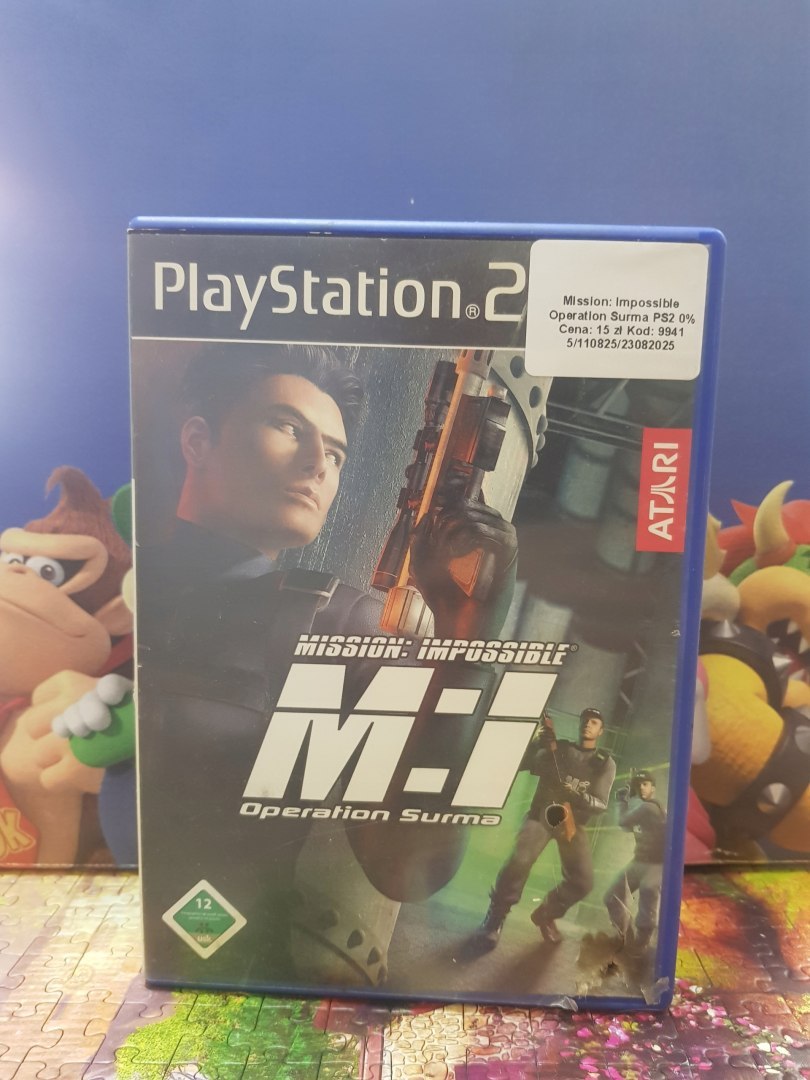 PlayStation®2
Mission: Impossible
Operation Surma PS2 0%
Cena: 15 zł Kod: 9941
5/110825/23082025
ATARI
MISSION: IMPOSSIBLE®
M:I
Operation Surma
12
USK